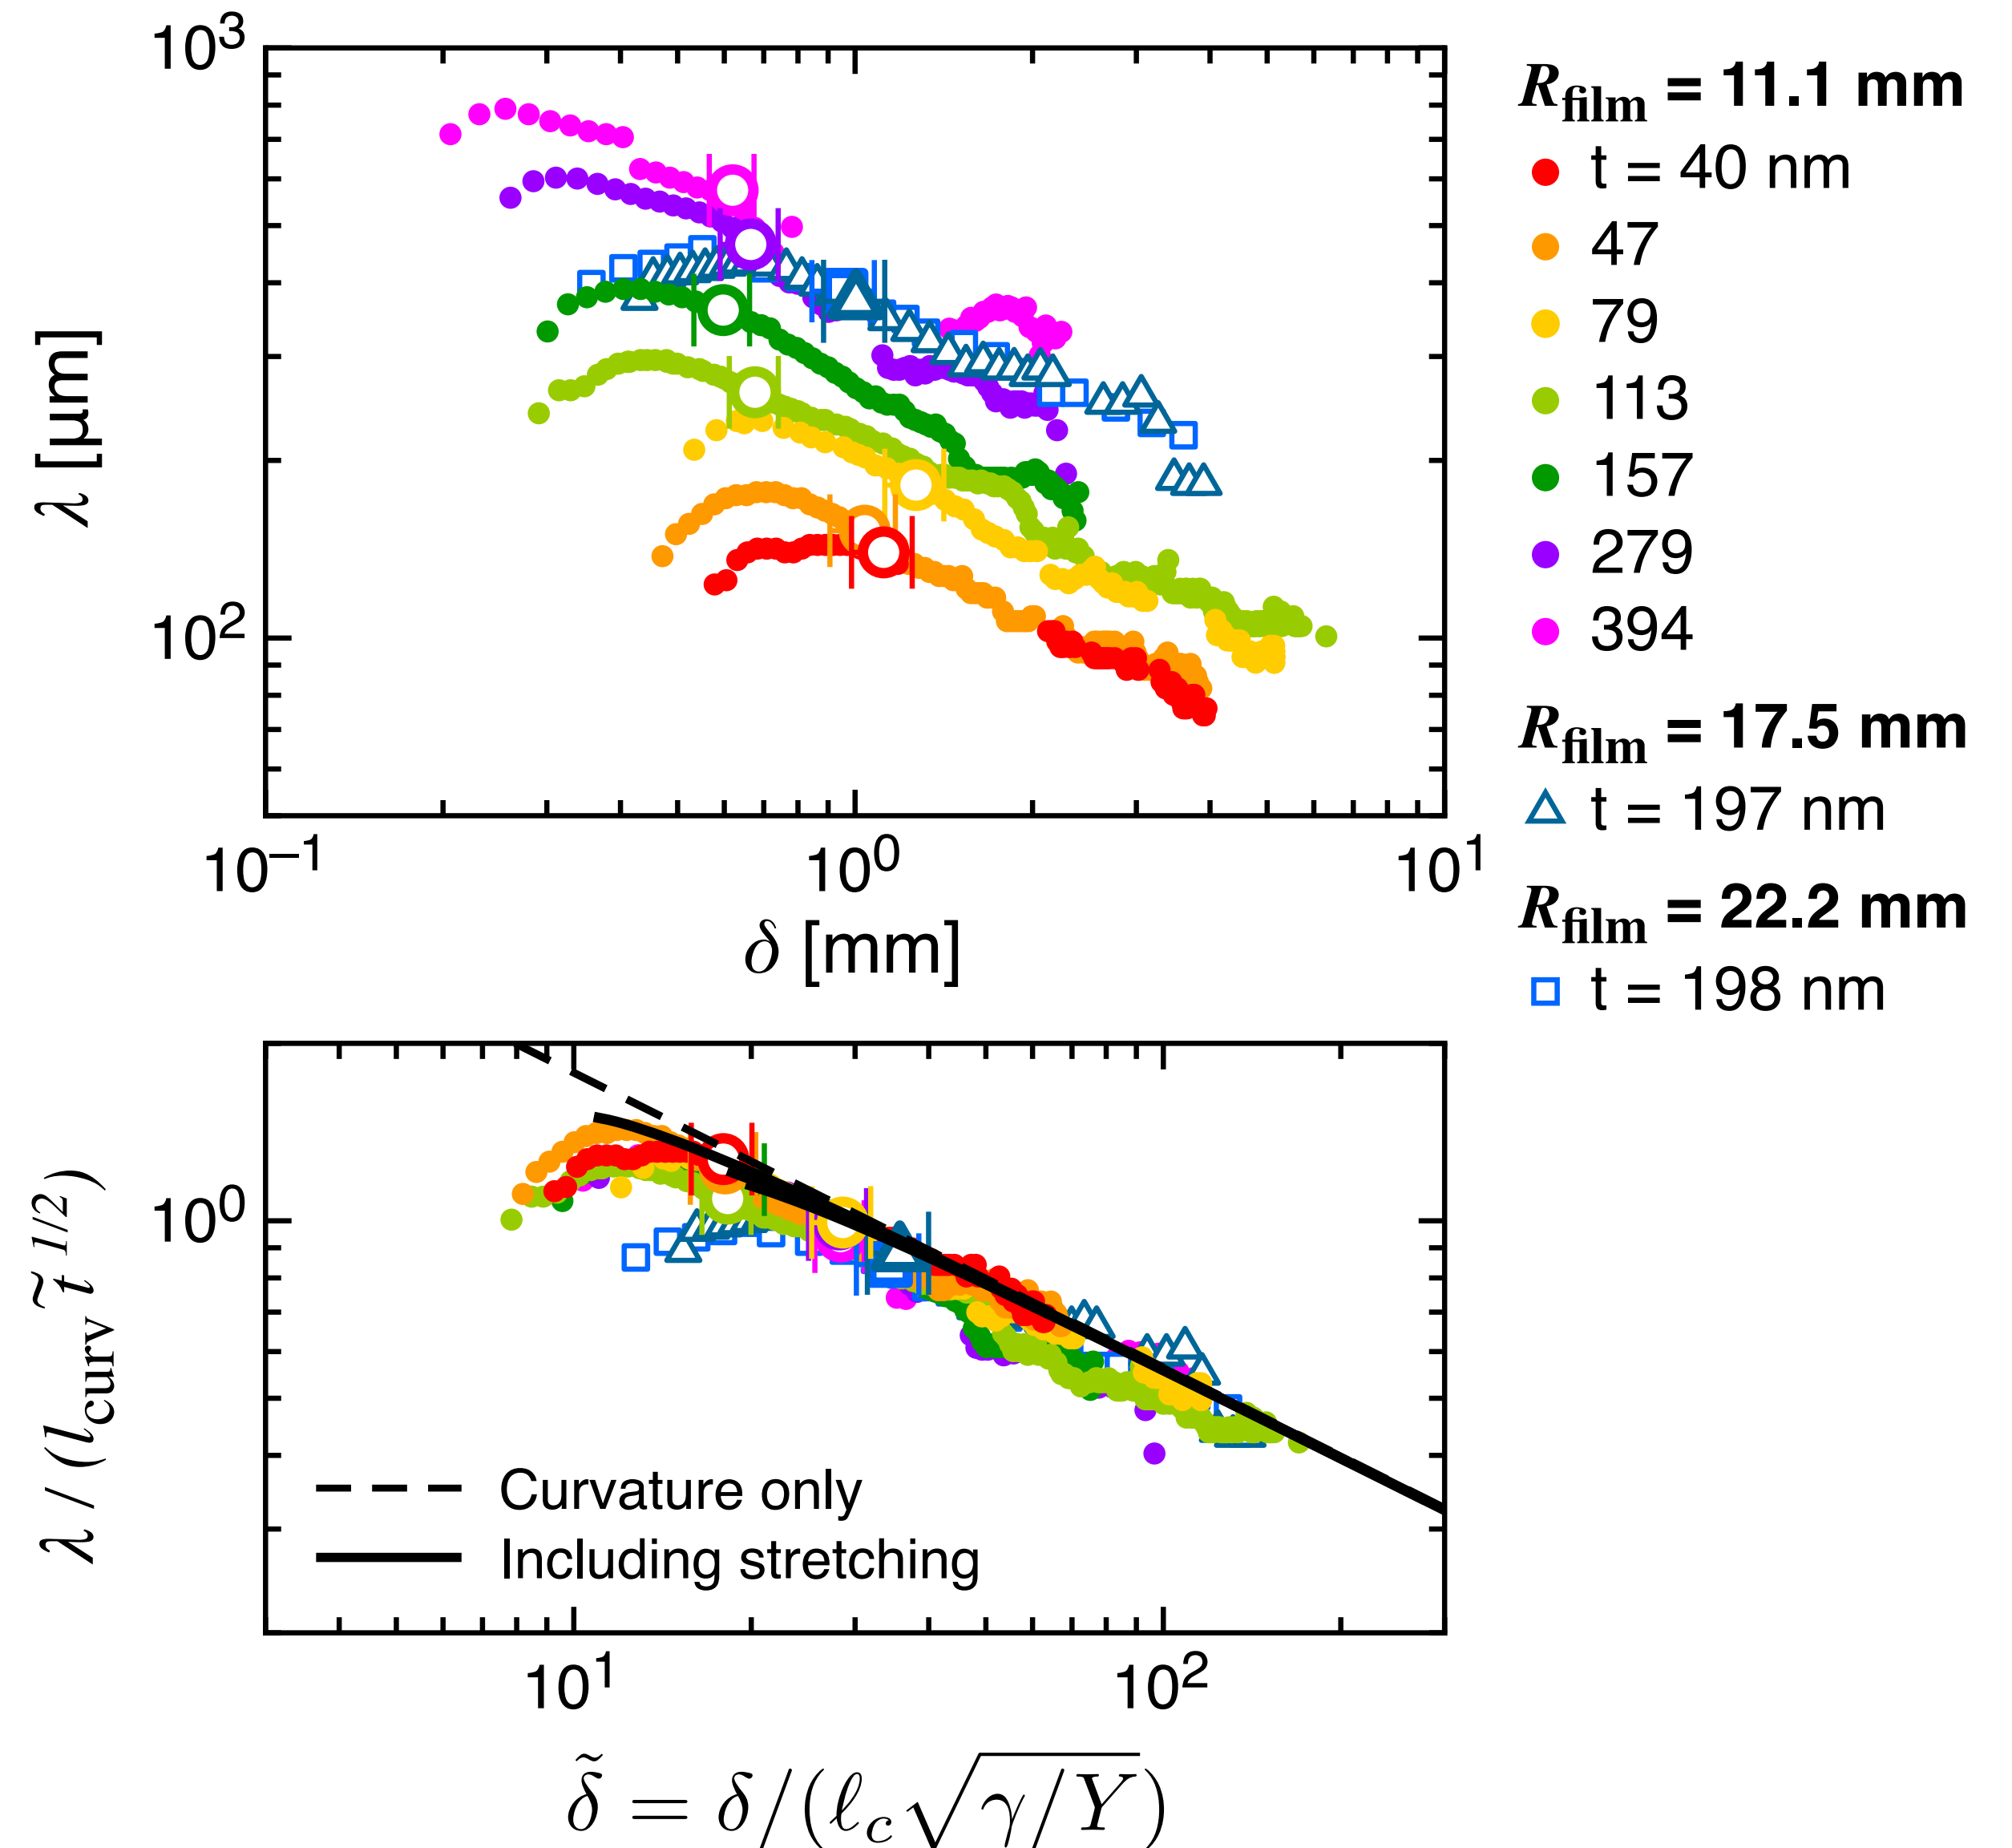 10³
10²
λ [µm]
10⁻¹ 10⁰ 10¹
δ [mm]
R_film = 11.1 mm
t = 40 nm
47
79
113
157
279
394
R_film = 17.5 mm
t = 197 nm
R_film = 22.2 mm
t = 198 nm
10⁰
λ / (l_curv t̃ ^1/2)
Curvature only
Including stretching
10¹ 10²
δ̃ = δ/(ℓ_c√γ/Y)